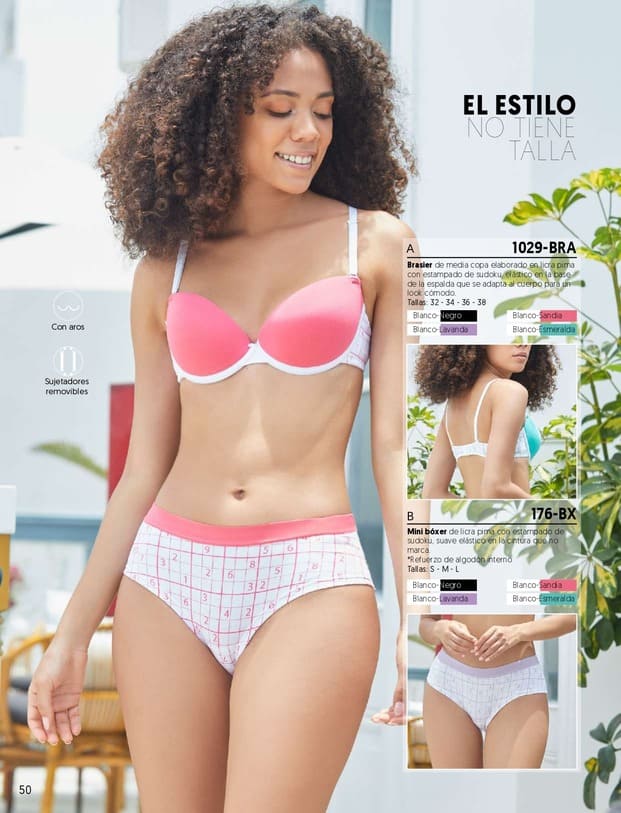 EL ESTILO
NO TIENE
TALLA
A 1029-BRA
Brasier de media copa elaborado en licra pima
con estampado de sudoku, elástico en la base
de la espalda que se adapta al cuerpo para un
look cómodo.
Tallas: 32 - 34 - 36 - 38
Blanco-Negro Blanco-Sandia
Blanco-Lavanda Blanco-Esmeralda
Con aros
Sujetadores
removibles
B 176-BX
Mini bóxer de licra pima con estampado de
sudoku, suave elástico en la cintura que no
marca.
*Refuerzo de algodón interno
Tallas: S - M - L
Blanco-Negro Blanco-Sandia
Blanco-Lavanda Blanco-Esmeralda
50